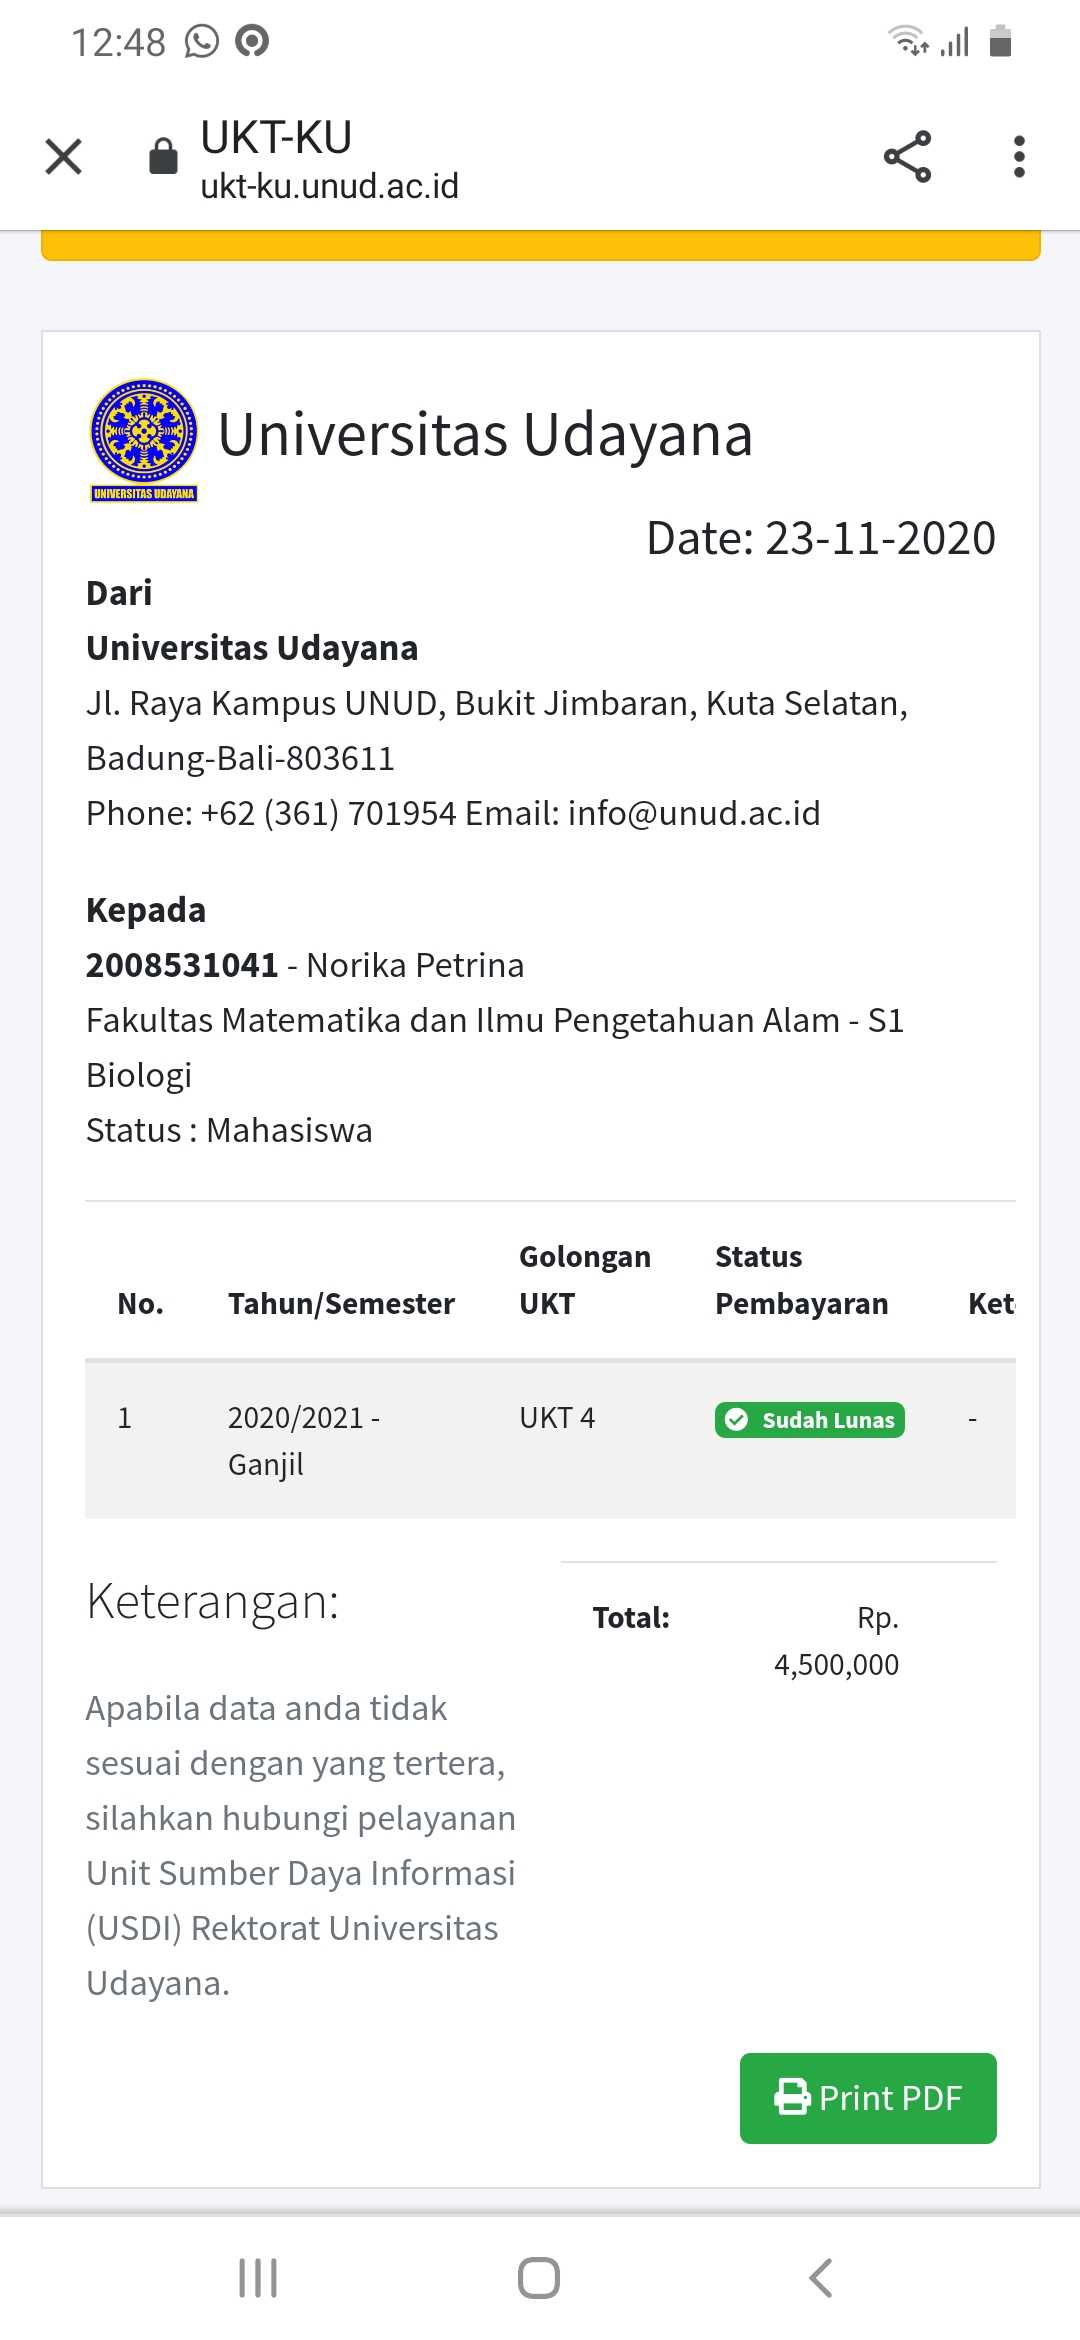 12:48
UKT-KU
ukt-ku.unud.ac.id
UNIVERSITAS UDAYANA
Universitas Udayana
Date: 23-11-2020
Dari
Universitas Udayana
Jl. Raya Kampus UNUD, Bukit Jimbaran, Kuta Selatan,
Badung-Bali-803611
Phone: +62 (361) 701954 Email: info@unud.ac.id
Kepada
2008531041 - Norika Petrina
Fakultas Matematika dan Ilmu Pengetahuan Alam - S1
Biologi
Status : Mahasiswa
No. Tahun/Semester Golongan UKT Status Pembayaran Ket
1 2020/2021 - Ganjil UKT 4 Sudah Lunas -
Keterangan:
Total: Rp. 4,500,000
Apabila data anda tidak
sesuai dengan yang tertera,
silahkan hubungi pelayanan
Unit Sumber Daya Informasi
(USDI) Rektorat Universitas
Udayana.
Print PDF